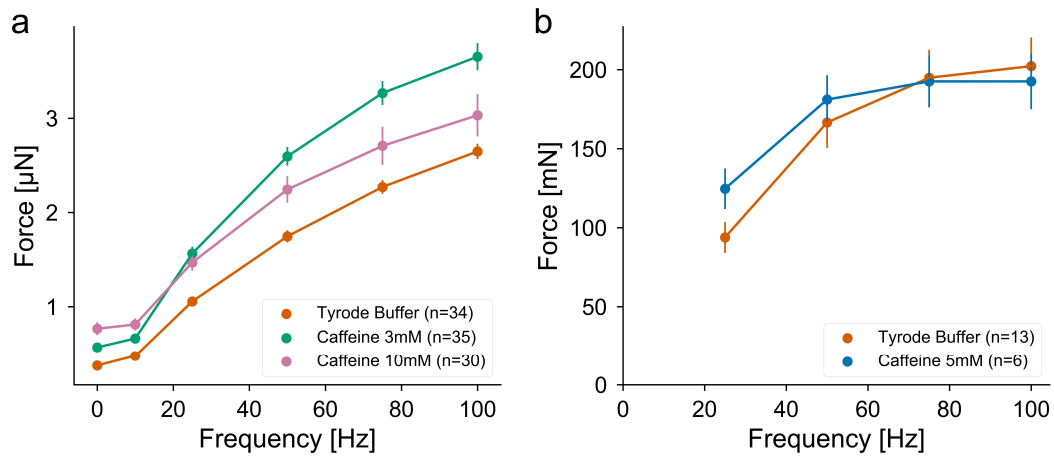 a
Force [µN]
3
2
1
0 20 40 60 80 100
Frequency [Hz]
Tyrode Buffer (n=34)
Caffeine 3mM (n=35)
Caffeine 10mM (n=30)
b
Force [mN]
200
150
100
50
0
0 20 40 60 80 100
Frequency [Hz]
Tyrode Buffer (n=13)
Caffeine 5mM (n=6)